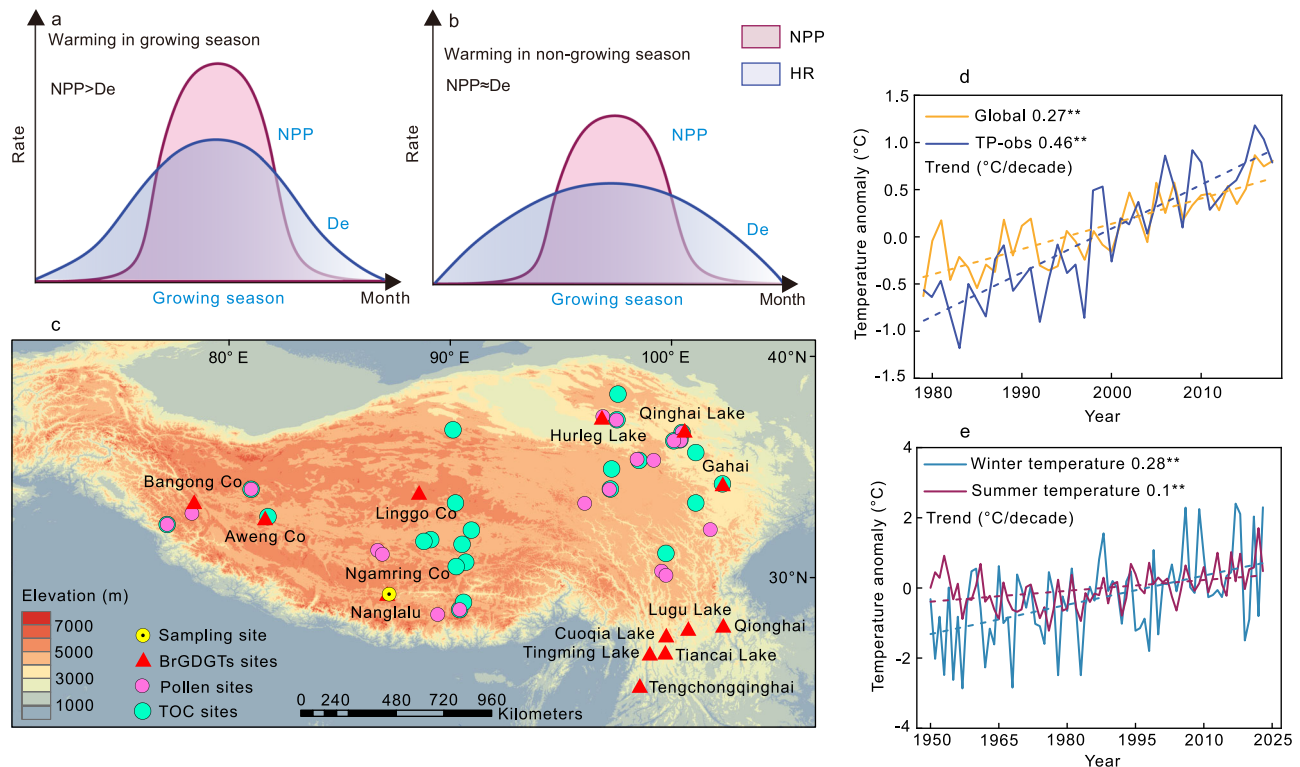 a
Warming in growing season
NPP>De
NPP
De
Rate
Month
Growing season
b
Warming in non-growing season
NPP≈De
NPP
De
Rate
Month
Growing season
NPP
HR
c
80° E
90° E
100° E
40°N
30°N
Qinghai Lake
Hurleg Lake
Gahai
Bangong Co
Linggo Co
Aweng Co
Ngamring Co
Nanglalu
Lugu Lake
Cuoqia Lake
Qionghai
Tingming Lake
Tiancai Lake
Tengchongqinghai
Elevation (m)
7000
5000
3000
1000
Sampling site
BrGDGTs sites
Pollen sites
TOC sites
0 240 480 720 960
Kilometers
d
Global 0.27**
TP-obs 0.46**
Trend (°C/decade)
Temperature anomaly (°C)
1.5
1.0
0.5
0.0
-0.5
-1.0
-1.5
1980 1990 2000 2010
Year
e
Winter temperature 0.28**
Summer temperature 0.1**
Trend (°C/decade)
Temperature anomaly (°C)
4
2
0
-2
-4
1950 1965 1980 1995 2010 2025
Year